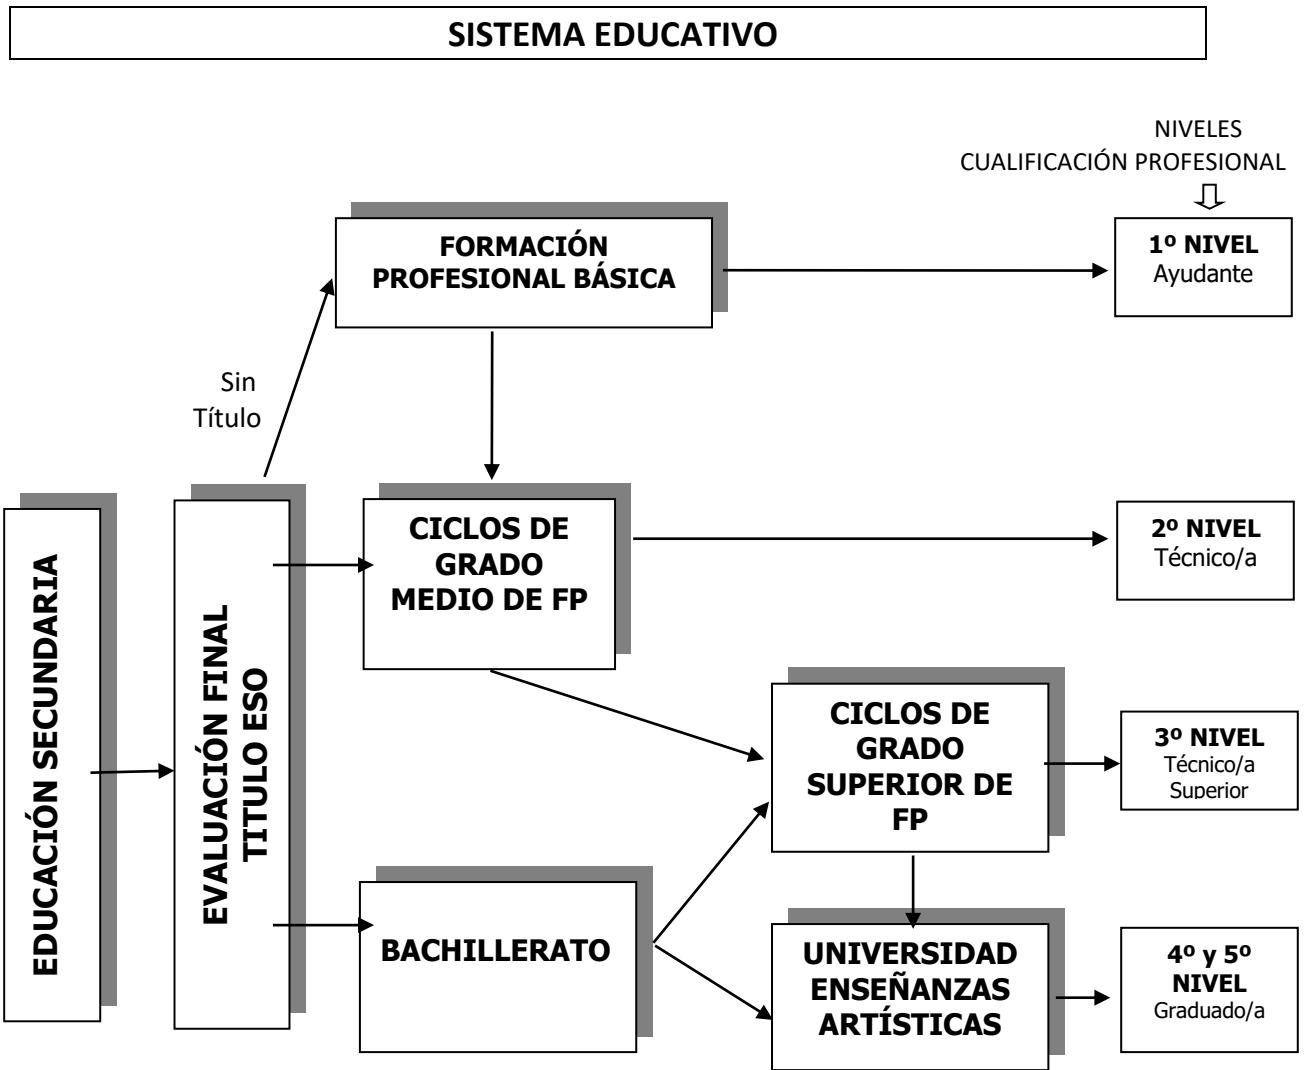 SISTEMA EDUCATIVO
NIVELES
CUALIFICACIÓN PROFESIONAL
FORMACIÓN
PROFESIONAL BÁSICA
1º NIVEL
Ayudante
Sin
Título
EDUCACIÓN SECUNDARIA
EVALUACIÓN FINAL
TITULO ESO
CICLOS DE
GRADO
MEDIO DE FP
2º NIVEL
Técnico/a
CICLOS DE
GRADO
SUPERIOR DE
FP
3º NIVEL
Técnico/a
Superior
BACHILLERATO
UNIVERSIDAD
ENSEÑANZAS
ARTÍSTICAS
4º y 5º
NIVEL
Graduado/a